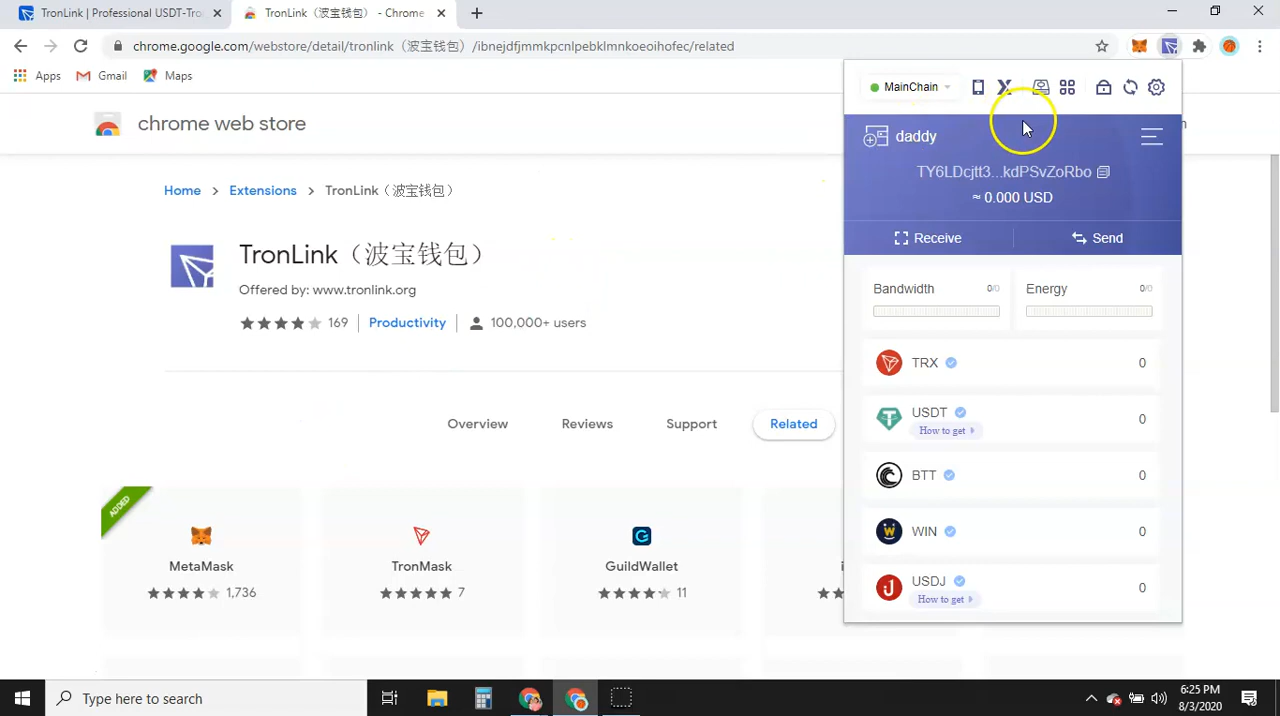 TronLink | Professional USDT-Tro
TronLink（波宝钱包） - Chrome
chrome.google.com/webstore/detail/tronlink（波宝钱包）/ibnejdfjmmkpcnlpebklmnkoeoihofec/related
Apps
Gmail
Maps
chrome web store
Home > Extensions > TronLink（波宝钱包）
TronLink（波宝钱包）
Offered by: www.tronlink.org
169
Productivity
100,000+ users
Overview
Reviews
Support
Related
ADDED
MetaMask
1,736
TronMask
7
GuildWallet
11
MainChain
daddy
TY6LDcjtt3...kdPSvZoRbo
≈ 0.000 USD
Receive
Send
Bandwidth
0/0
Energy
0/0
TRX
0
USDT
How to get
0
BTT
0
WIN
0
USDJ
How to get
0
Type here to search
6:25 PM
8/3/2020